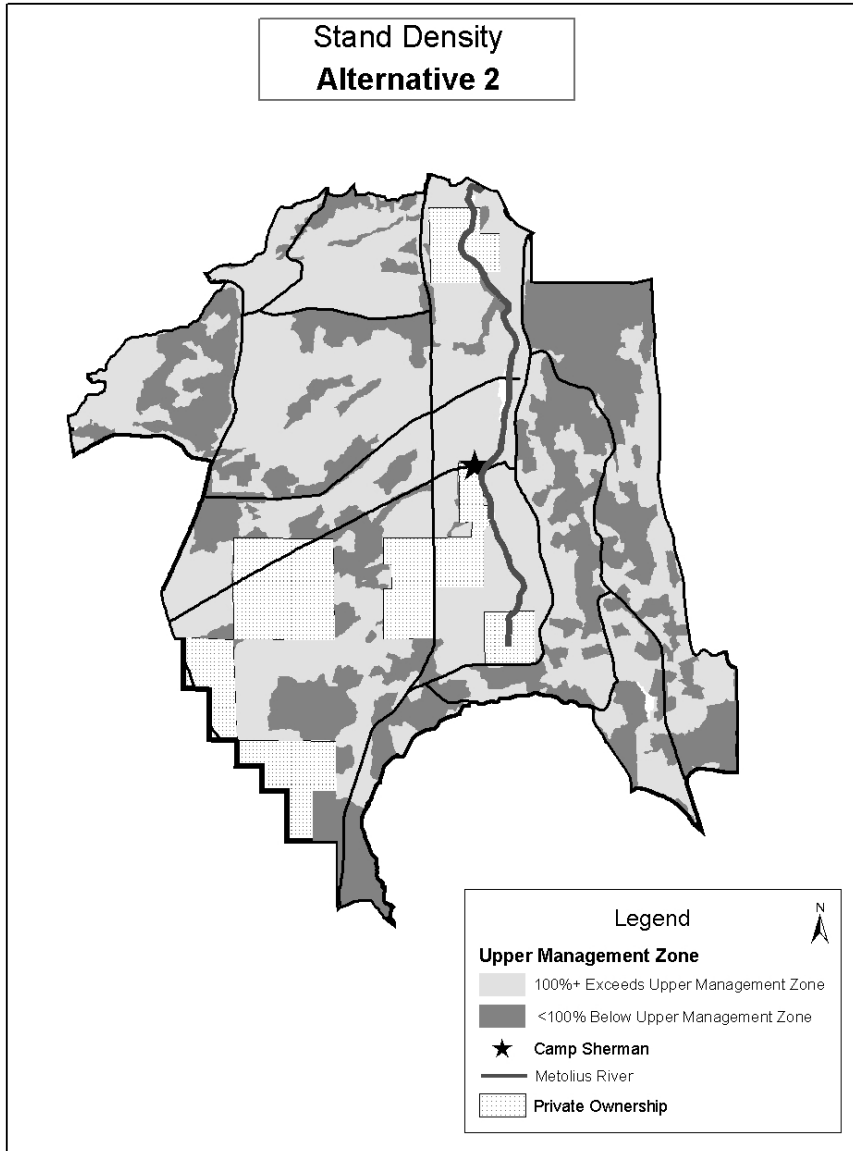 Stand Density
Alternative 2
Legend
N
Upper Management Zone
100%+ Exceeds Upper Management Zone
<100% Below Upper Management Zone
Camp Sherman
Metolius River
Private Ownership